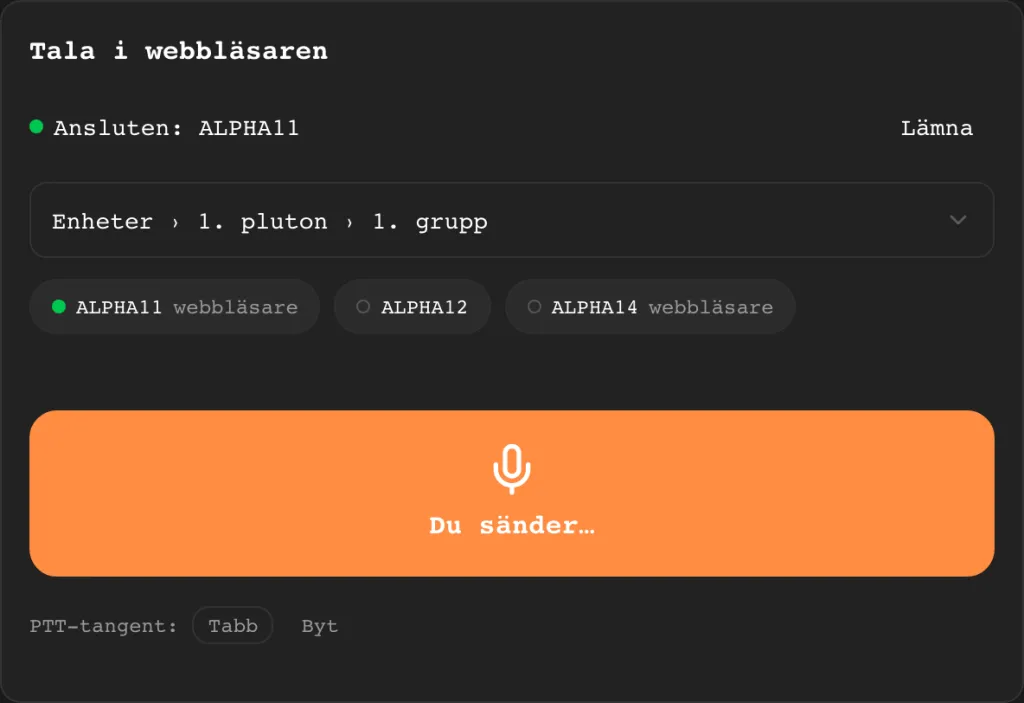 Tala i webbläsaren
Ansluten: ALPHA11 Lämna
Enheter › 1. pluton › 1. grupp
ALPHA11 webbläsare ALPHA12 ALPHA14 webbläsare
Du sänder…
PTT-tangent: Tabb Byt